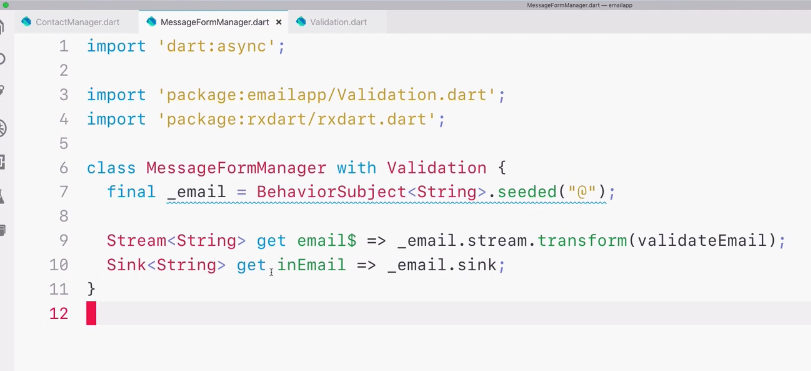 MessageFormManager.dart — emailapp
ContactManager.dart MessageFormManager.dart × Validation.dart
1 import 'dart:async';
2
3 import 'package:emailapp/Validation.dart';
4 import 'package:rxdart/rxdart.dart';
5
6 class MessageFormManager with Validation {
7 final _email = BehaviorSubject<String>.seeded("@");
8
9 Stream<String> get email$ => _email.stream.transform(validateEmail);
10 Sink<String> get inEmail => _email.sink;
11 }
12